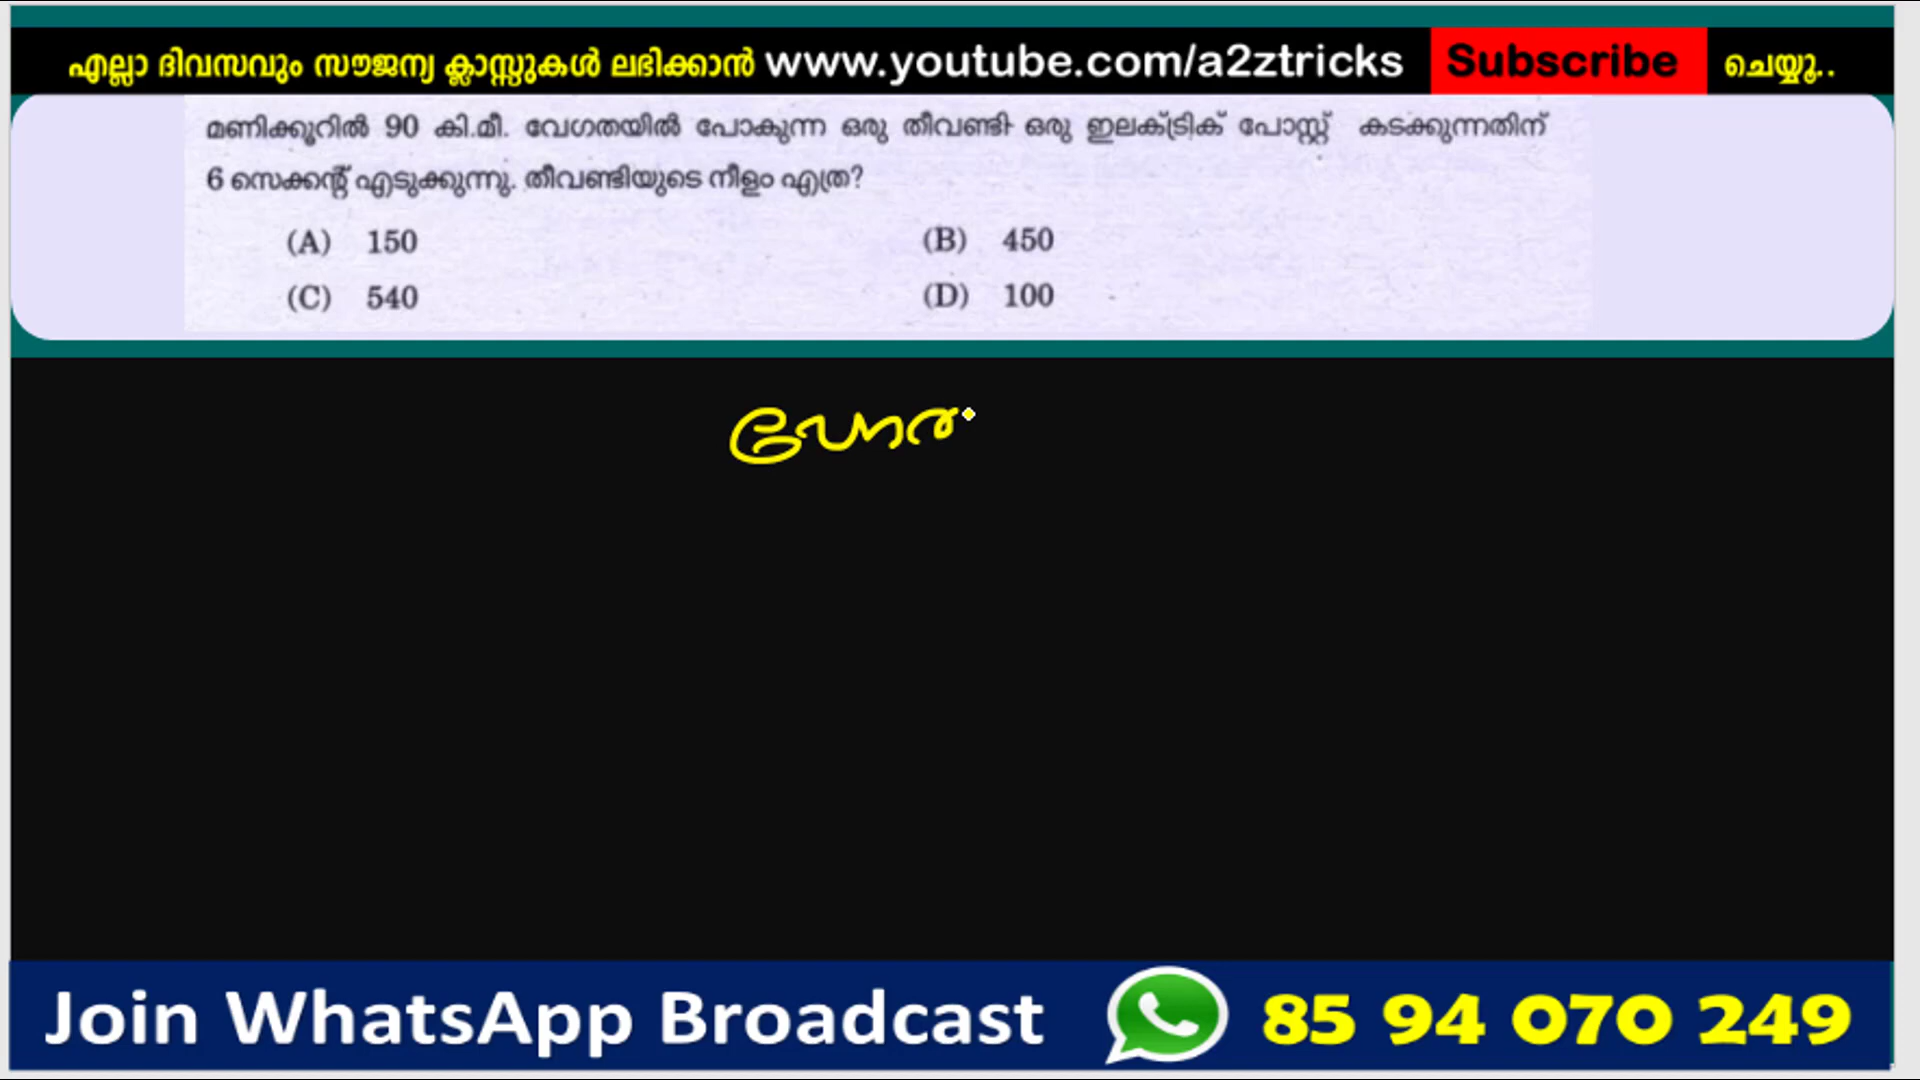 എല്ലാ ദിവസവും സൗജന്യ ക്ലാസ്സുകൾ ലഭിക്കാൻ www.youtube.com/a2ztricks Subscribe ചെയ്യൂ..
മണിക്കൂറിൽ 90 കി.മീ. വേഗതയിൽ പോകുന്ന ഒരു തീവണ്ടി ഒരു ഇലക്ട്രിക് പോസ്റ്റ് കടക്കുന്നതിന്
6 സെക്കന്റ് എടുക്കുന്നു. തീവണ്ടിയുടെ നീളം എത്ര?
(A) 150 (B) 450
(C) 540 (D) 100
Join WhatsApp Broadcast 85 94 070 249